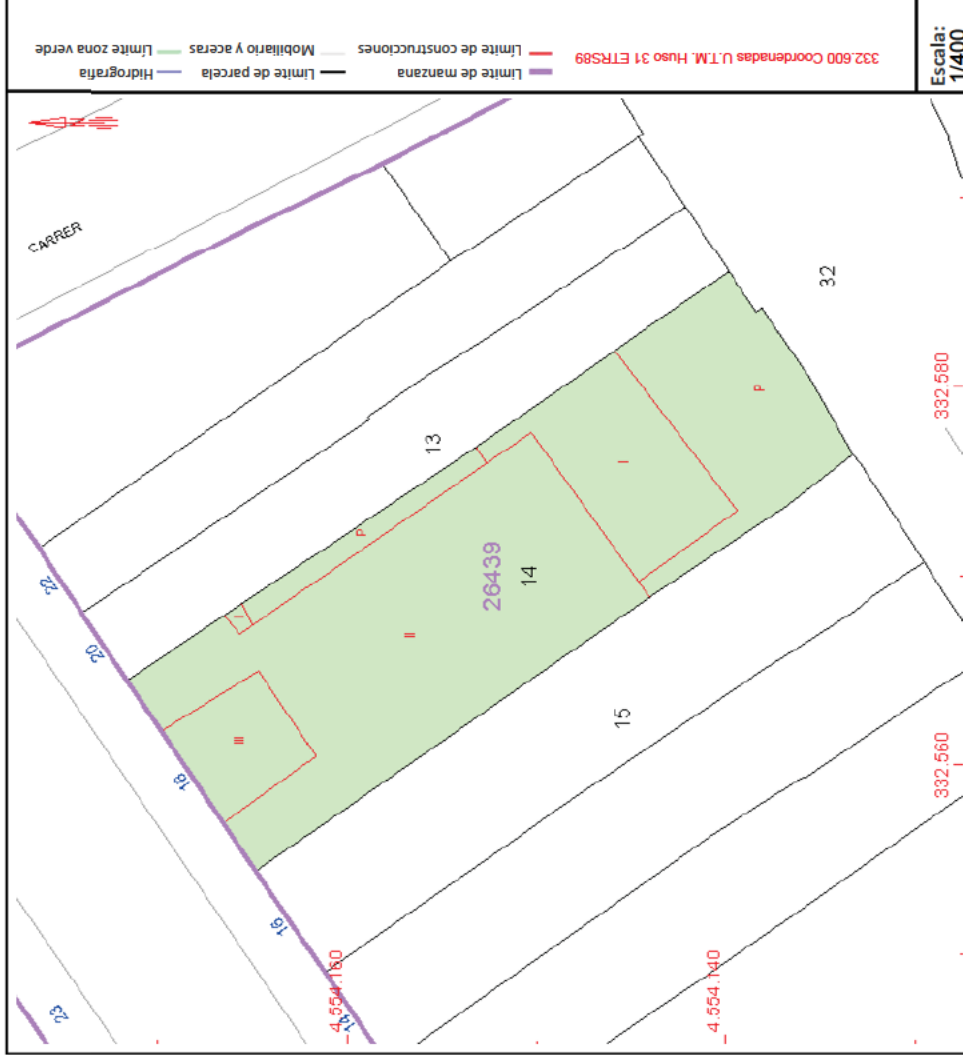 Límite zona verde
Hidrografía
Mobiliario y aceras
Límite de parcela
Límite de construcciones
Límite de manzana
332.600 Coordenadas U.T.M. Huso 31 ETRS89
Escala:
1/400
CARRER
22
20
18
16
14
23
13
26439
14
15
32
P
I
II
III
I
P
4.554.160
4.554.140
332.580
332.560